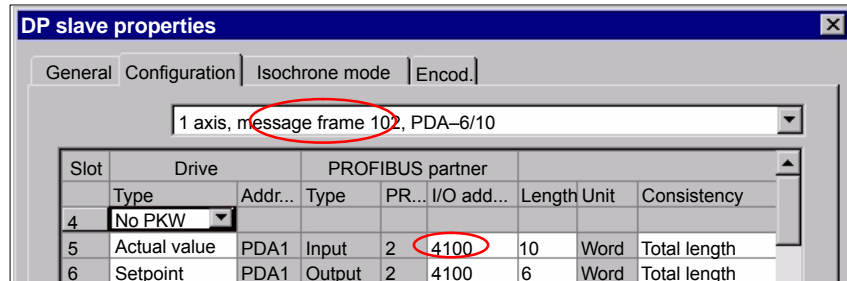 DP slave properties
General Configuration Isochrone mode Encod.
1 axis, message frame 102, PDA–6/10
Slot Drive PROFIBUS partner
Type Addr... Type PR... I/O add... Length Unit Consistency
4 No PKW
5 Actual value PDA1 Input 2 4100 10 Word Total length
6 Setpoint PDA1 Output 2 4100 6 Word Total length